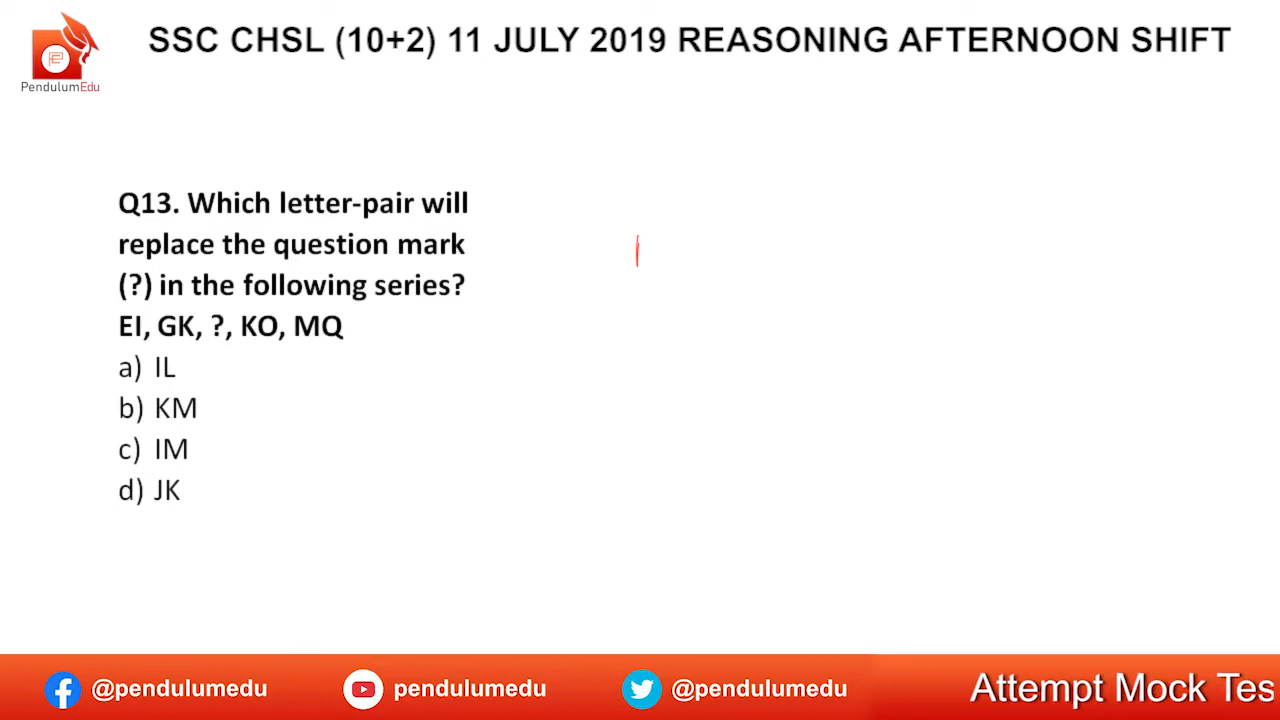 SSC CHSL (10+2) 11 JULY 2019 REASONING AFTERNOON SHIFT
PendulumEdu
Q13. Which letter-pair will
replace the question mark
(?) in the following series?
EI, GK, ?, KO, MQ
a) IL
b) KM
c) IM
d) JK
@pendulumedu pendulumedu @pendulumedu Attempt Mock Tes